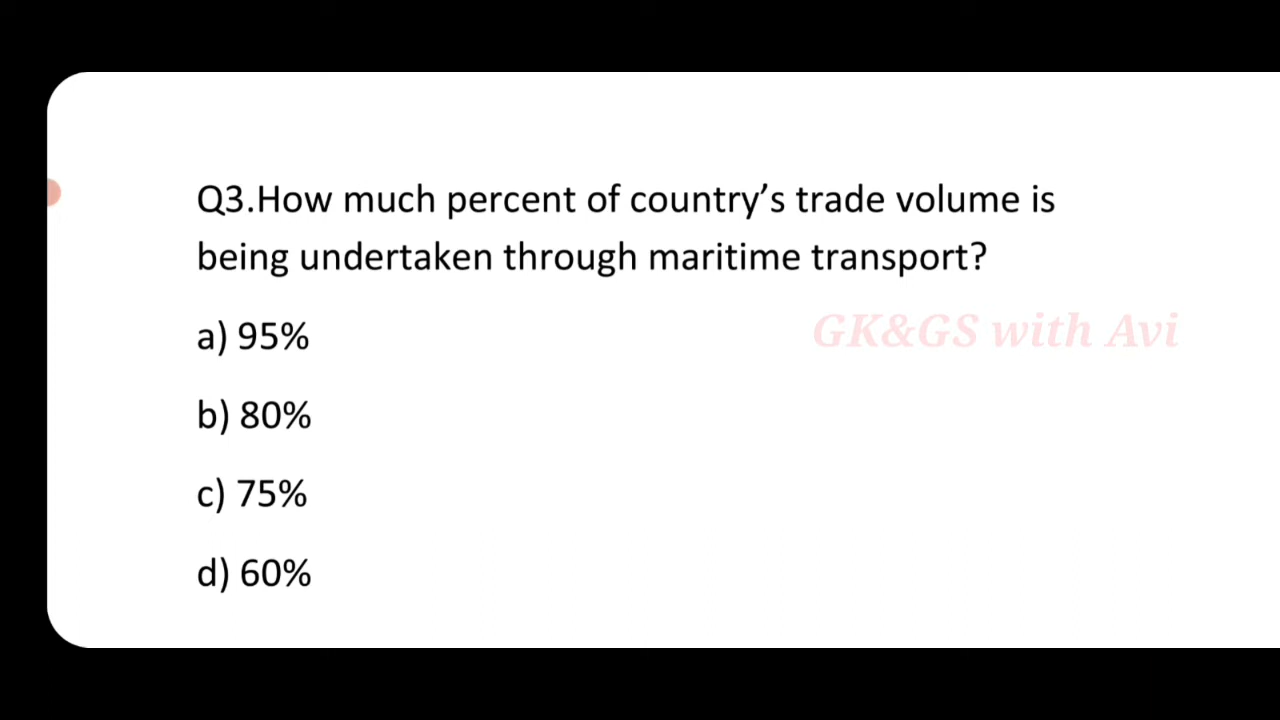 Q3.How much percent of country’s trade volume is
being undertaken through maritime transport?
a) 95%
GK&GS with Avi
b) 80%
c) 75%
d) 60%